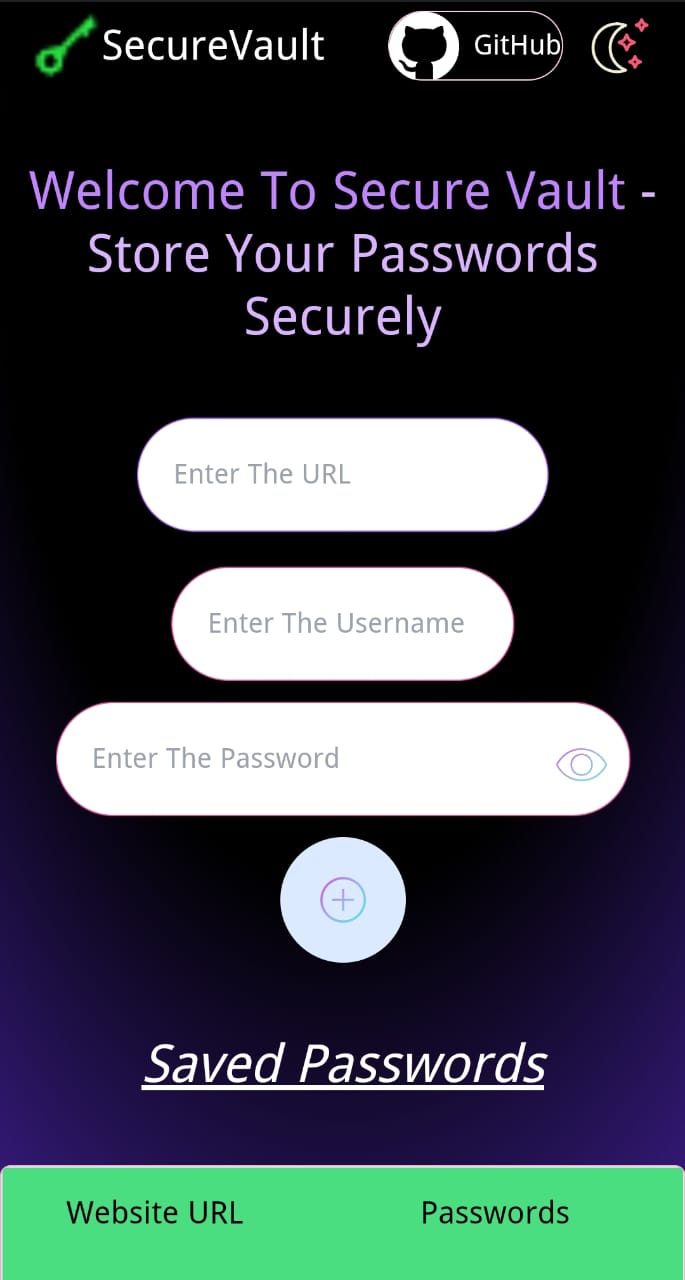 SecureVault
GitHub
Welcome To Secure Vault -
Store Your Passwords
Securely
Enter The URL
Enter The Username
Enter The Password
Saved Passwords
Website URL Passwords